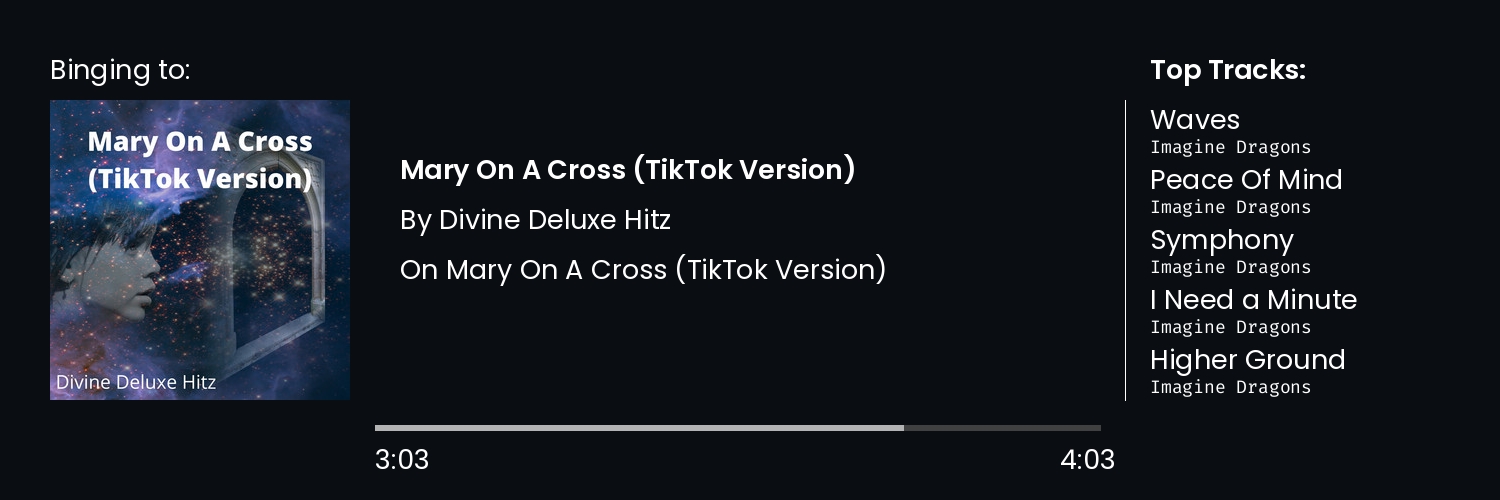 Binging to:
Mary On A Cross
(TikTok Version)
Divine Deluxe Hitz
Mary On A Cross (TikTok Version)
By Divine Deluxe Hitz
On Mary On A Cross (TikTok Version)
3:03
4:03
Top Tracks:
Waves
Imagine Dragons
Peace Of Mind
Imagine Dragons
Symphony
Imagine Dragons
I Need a Minute
Imagine Dragons
Higher Ground
Imagine Dragons